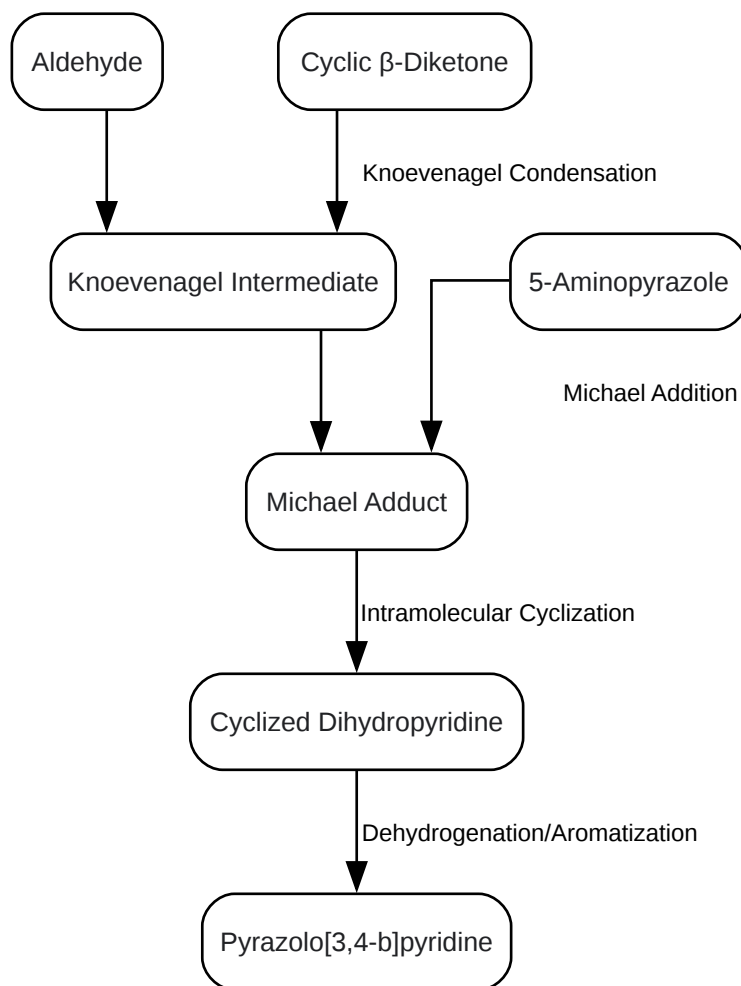 Aldehyde
Cyclic β-Diketone
Knoevenagel Condensation
Knoevenagel Intermediate
5-Aminopyrazole
Michael Addition
Michael Adduct
Intramolecular Cyclization
Cyclized Dihydropyridine
Dehydrogenation/Aromatization
Pyrazolo[3,4-b]pyridine